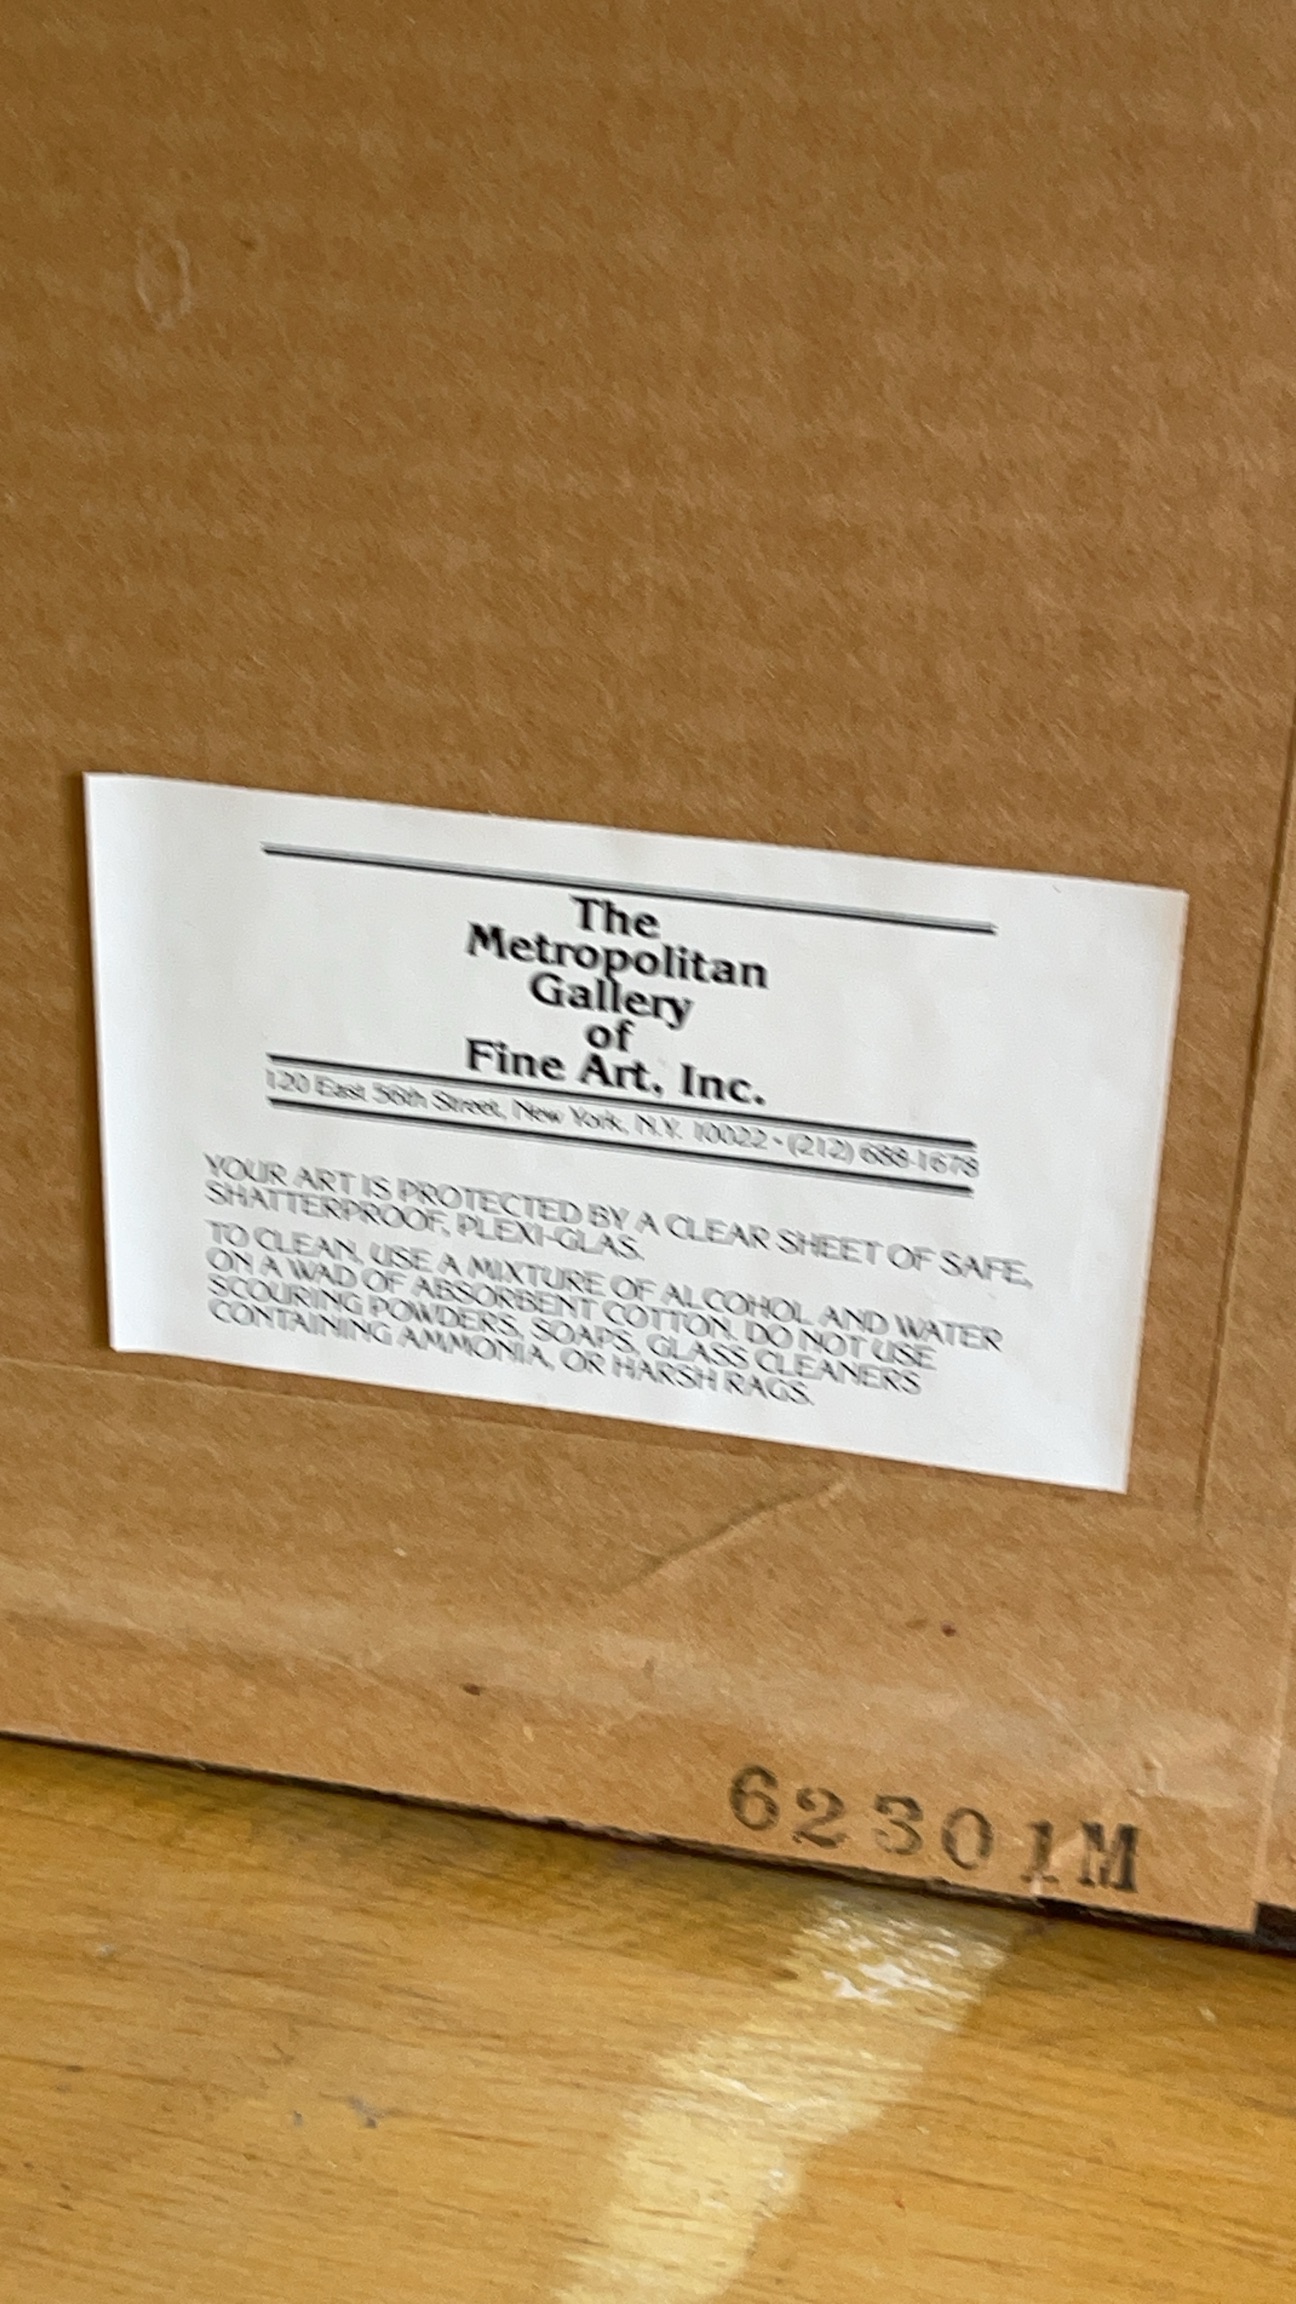 The
Metropolitan
Gallery
of
Fine Art, Inc.
120 East 56th Street, New York, N.Y. 10022 • (212) 688-1678
YOUR ART IS PROTECTED BY A CLEAR SHEET OF SAFE,
SHATTERPROOF, PLEXI-GLAS.
TO CLEAN, USE A MIXTURE OF ALCOHOL AND WATER
ON A WAD OF ABSORBENT COTTON. DO NOT USE
SCOURING POWDERS, SOAPS, GLASS CLEANERS
CONTAINING AMMONIA, OR HARSH RAGS.
62301M